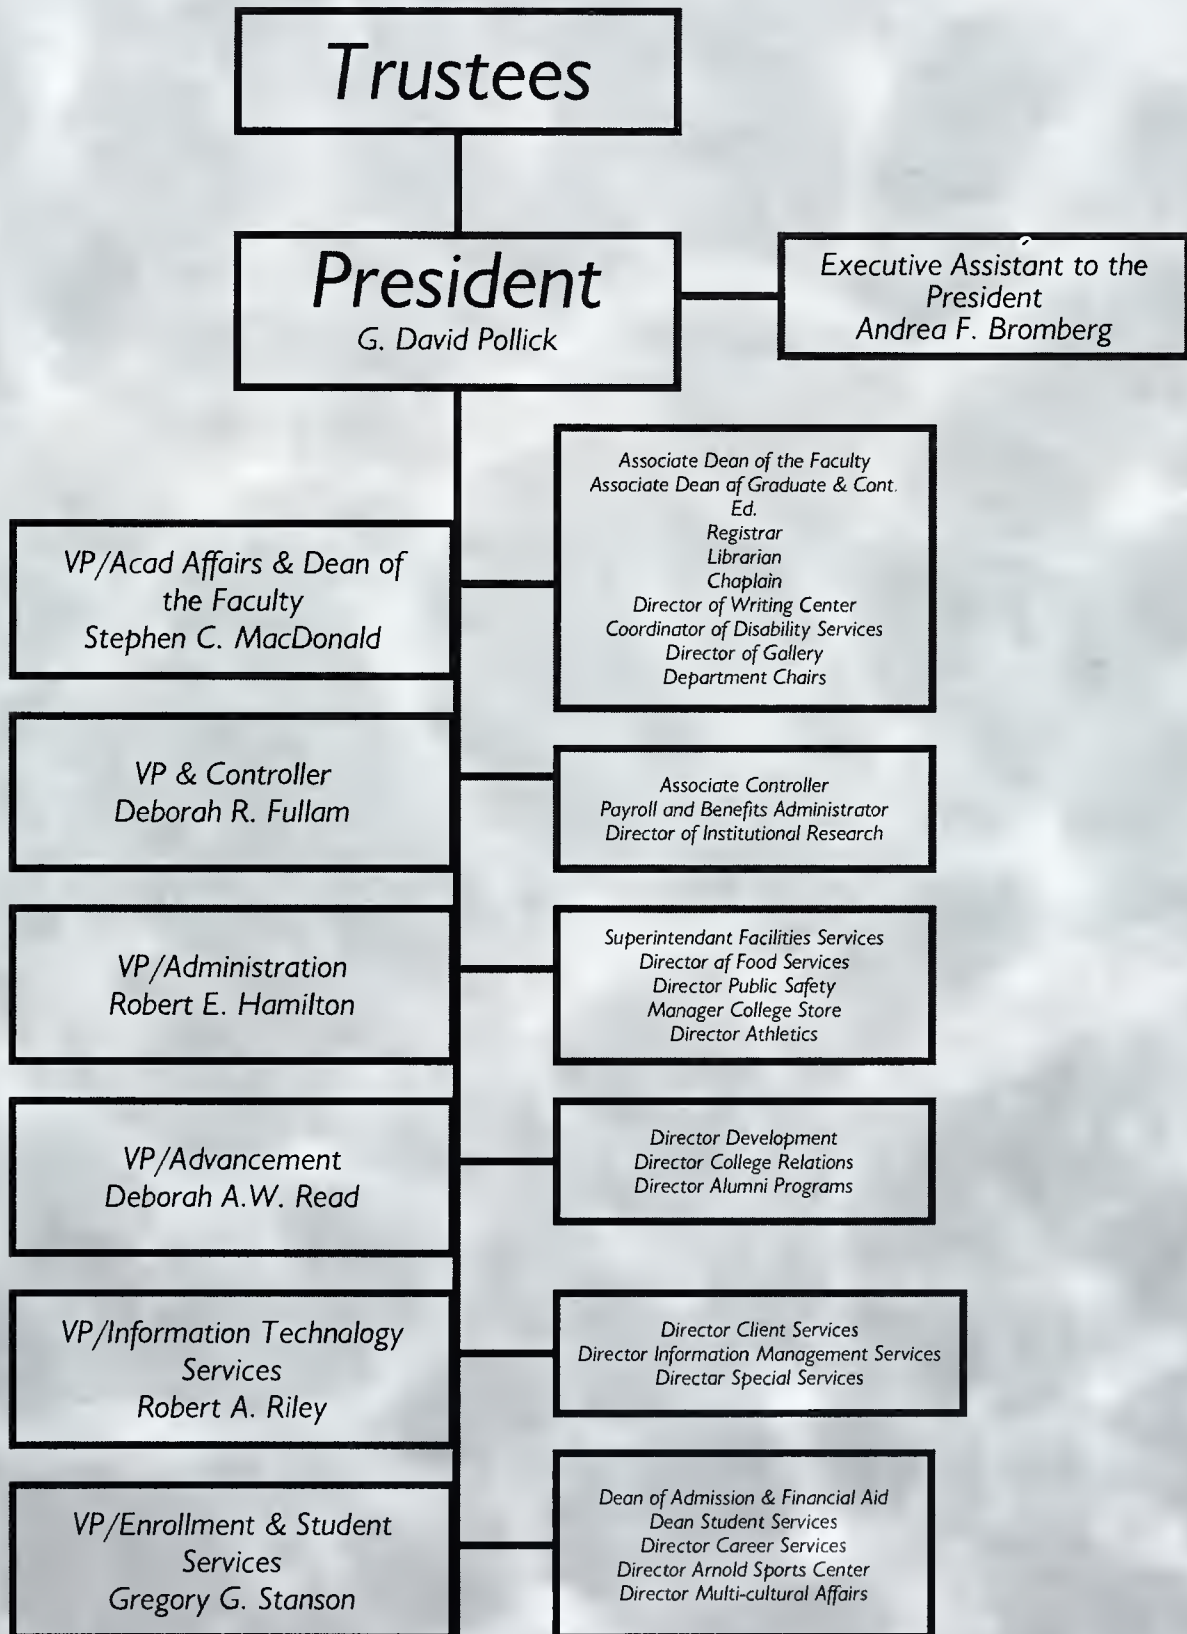 Trustees
President
G. David Pollick
Executive Assistant to the
President
Andrea F. Bromberg
VP/Acad Affairs & Dean of
the Faculty
Stephen C. MacDonald
Associate Dean of the Faculty
Associate Dean of Graduate & Cont.
Ed.
Registrar
Librarian
Chaplain
Director of Writing Center
Coordinator of Disability Services
Director of Gallery
Department Chairs
VP & Controller
Deborah R. Fullam
Associate Controller
Payroll and Benefits Administrator
Director of Institutional Research
VP/Administration
Robert E. Hamilton
Superintendant Facilities Services
Director of Food Services
Director Public Safety
Manager College Store
Director Athletics
VP/Advancement
Deborah A.W. Read
Director Development
Director College Relations
Director Alumni Programs
VP/Information Technology
Services
Robert A. Riley
Director Client Services
Director Information Management Services
Director Special Services
VP/Enrollment & Student
Services
Gregory G. Stanson
Dean of Admission & Financial Aid
Dean Student Services
Director Career Services
Director Arnold Sports Center
Director Multi-cultural Affairs